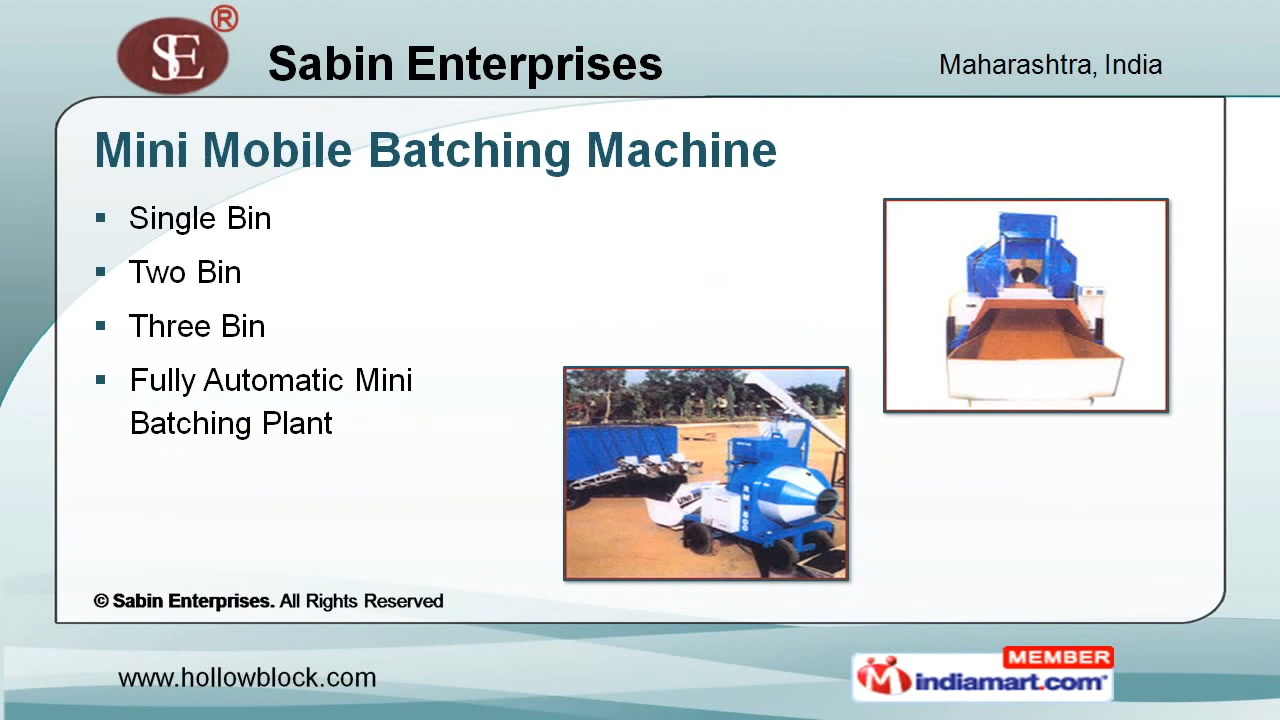 SE®
Sabin Enterprises
Maharashtra, India
Mini Mobile Batching Machine
Single Bin
Two Bin
Three Bin
Fully Automatic Mini
Batching Plant
© Sabin Enterprises. All Rights Reserved
www.hollowblock.com
MEMBER
indiamart.com